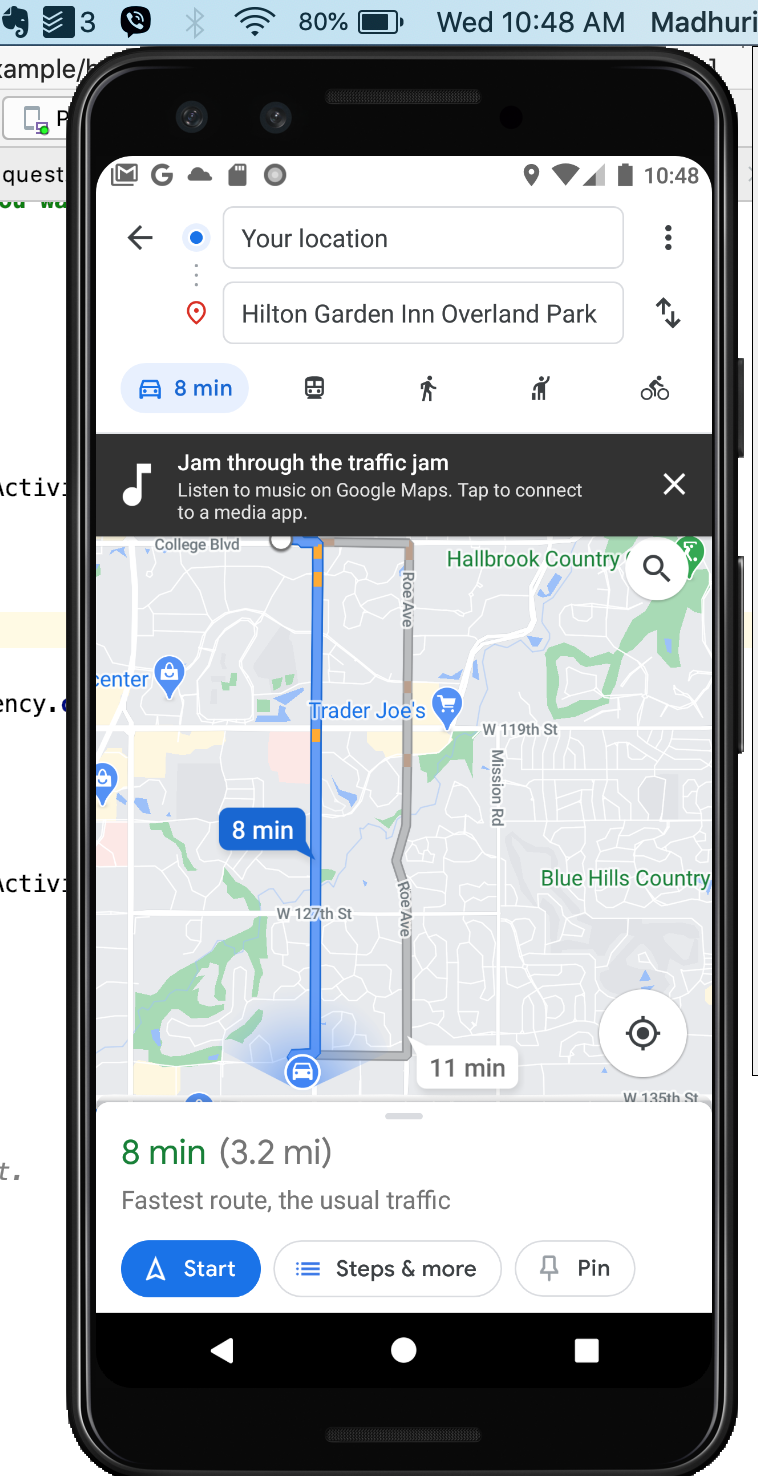 3 80% Wed 10:48 AM Madhuri
xample/
P
quest
Activi
ency.
Activi
t.
10:48
Your location
Hilton Garden Inn Overland Park
8 min
Jam through the traffic jam
Listen to music on Google Maps. Tap to connect
to a media app.
College Blvd
Hallbrook Country
Roe Ave
center
Trader Joe's
W 119th St
Mission Rd
8 min
Blue Hills Country
Roe Ave
W 127th St
11 min
W 135th St
8 min (3.2 mi)
Fastest route, the usual traffic
Start
Steps & more
Pin